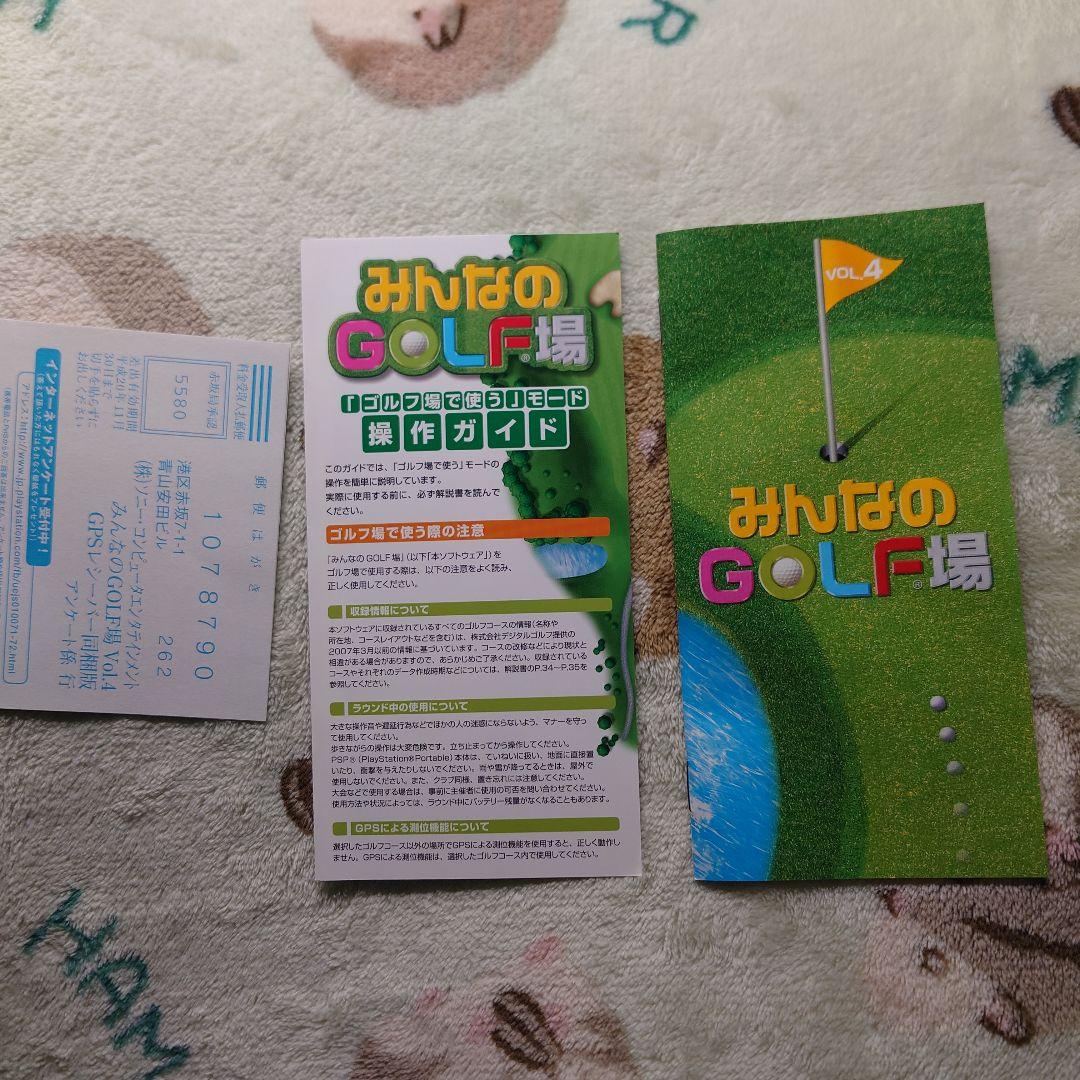 料金受取人払郵便
赤坂局承認
5580
差出有効期間
平成20年11月
30日まで
切手を貼らずに
お出しください
郵便はがき
1078790
262
港区赤坂7-1-1
青山安田ビル
(株)ソニー・コンピュータエンタテインメント
みんなのGOLF場 Vol.4
GPSレシーバー同梱版
アンケート係 行
インターネットアンケート受付中!
アドレス:http://www.jp.playstation.com/fb/uejs010071-72.html
みんなの
GOLF®場
「ゴルフ場で使う」モード
操作ガイド
このガイドでは、「ゴルフ場で使う」モードの
操作を簡単に説明しています。
実際に使用する前に、必ず解説書を読んで
ください。
ゴルフ場で使う際の注意
「みんなのGOLF場」(以下「本ソフトウェア」)を
ゴルフ場で使用する際は、以下の注意をよく読み、
正しく使用してください。
収録情報について
本ソフトウェアに収録されているすべてのゴルフコースの情報(名称や
所在地、コースレイアウトなどを含む)は、株式会社デジタルゴルフ提供の
2007年3月以前の情報に基づいています。コースの改修などにより現状と
相違がある場合がありますので、あらかじめご了承ください。収録されている
コースやそれぞれのデータ作成時期などについては、解説書のP.34～P.35を
参照してください。
ラウンド中の使用について
大きな操作音や遅延行為などでほかの人の迷惑にならないよう、マナーを守っ
て使用してください。
歩きながらの操作は大変危険です。立ち止まってから操作してください。
PSP®(PlayStation®Portable)本体は、ていねいに扱い、地面に直接置
いたり、衝撃を与えたりしないでください。雨や雪が降ってるときは、屋外で
使用しないでください。また、クラブ同様、置き忘れには注意してください。
大会などで使用する場合は、事前に主催者に使用の可否を問い合わせてください。
使用方法や状況によっては、ラウンド中にバッテリー残量がなくなることもあります。
GPSによる測位機能について
選択したゴルフコース以外の場所でGPSによる測位機能を使用すると、正しく動作し
ません。GPSによる測位機能は、選択したゴルフコース内で使用してください。
VOL.4
みんなの
GOLF®場
HAM